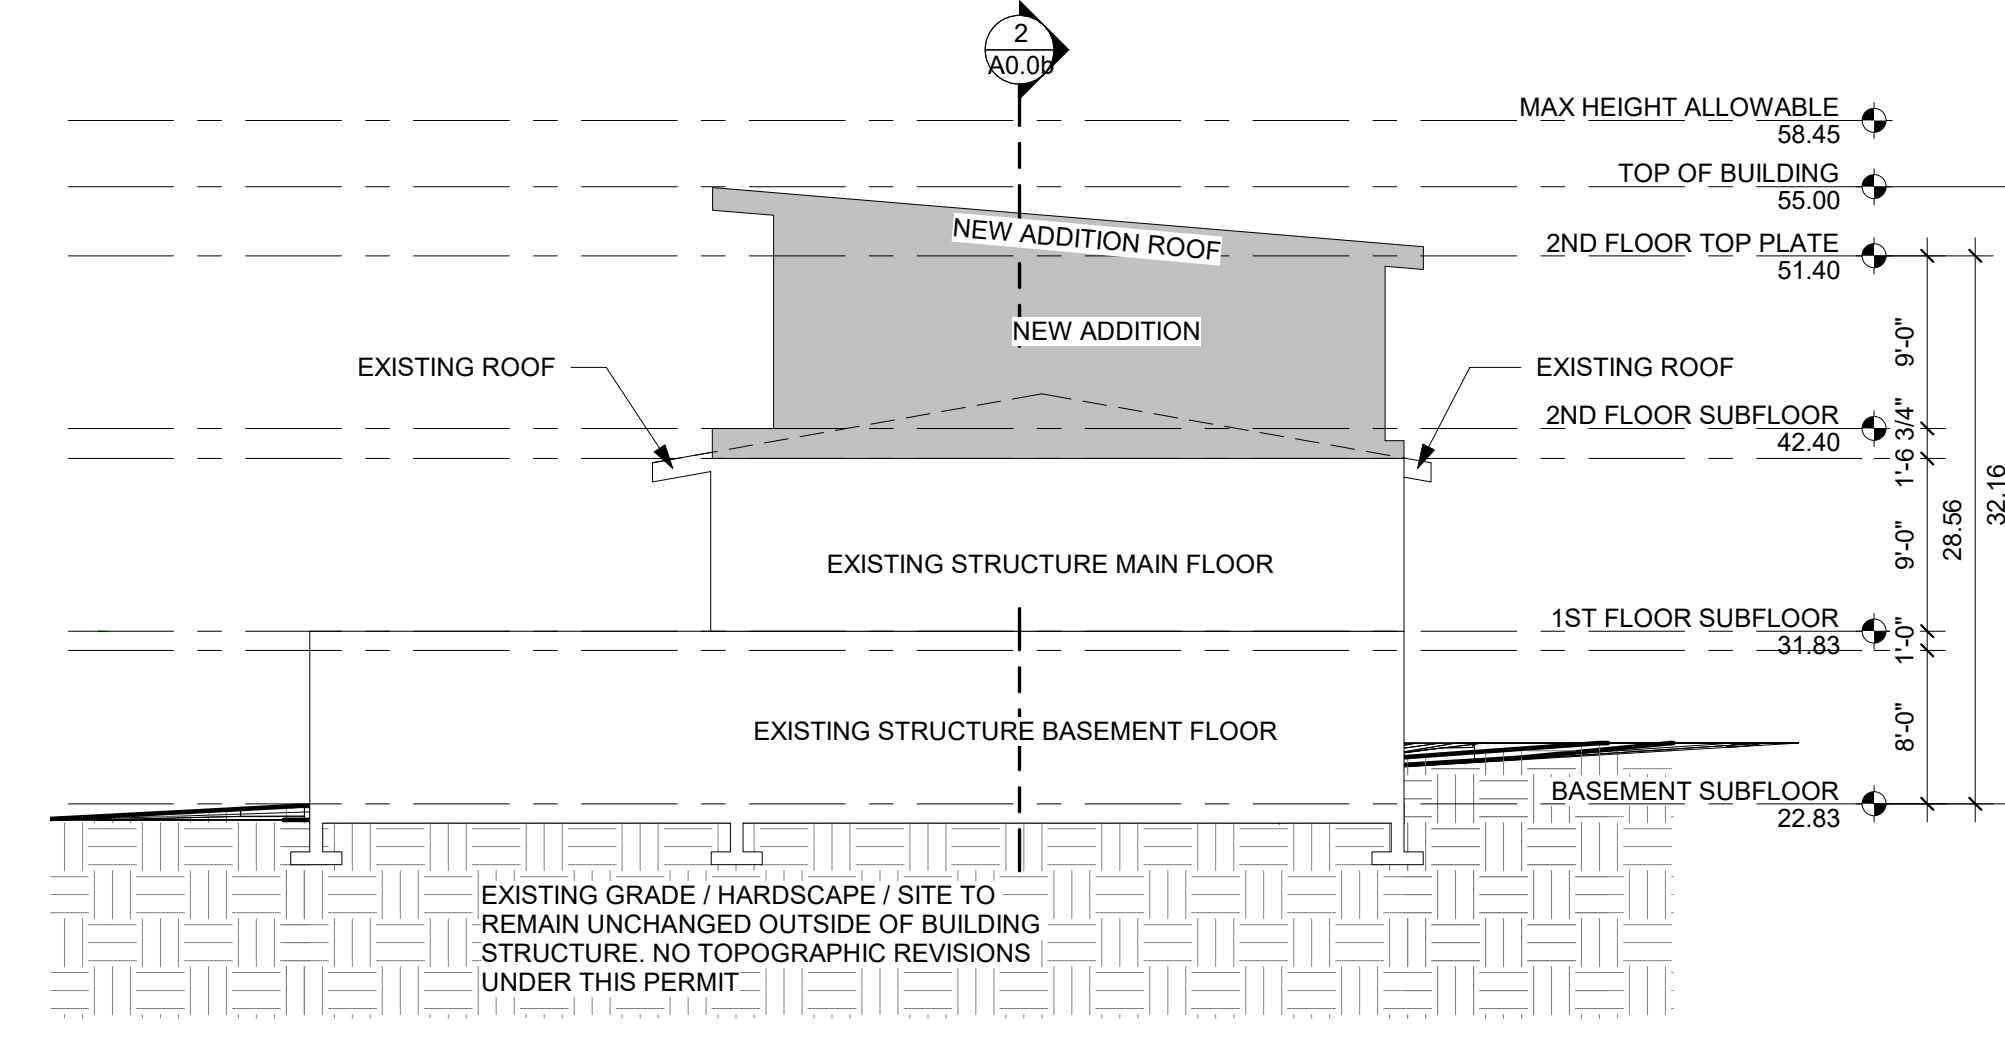 2
A0.0b
MAX HEIGHT ALLOWABLE
58.45
TOP OF BUILDING
55.00
NEW ADDITION ROOF
2ND FLOOR TOP PLATE
51.40
NEW ADDITION
9'-0"
EXISTING ROOF
EXISTING ROOF
2ND FLOOR SUBFLOOR
42.40
1'-6 3/4"
32.16
28.56
9'-0"
EXISTING STRUCTURE MAIN FLOOR
1ST FLOOR SUBFLOOR
31.83
1'-0"
EXISTING STRUCTURE BASEMENT FLOOR
8'-0"
BASEMENT SUBFLOOR
22.83
EXISTING GRADE / HARDSCAPE / SITE TO
REMAIN UNCHANGED OUTSIDE OF BUILDING
STRUCTURE. NO TOPOGRAPHIC REVISIONS
UNDER THIS PERMIT